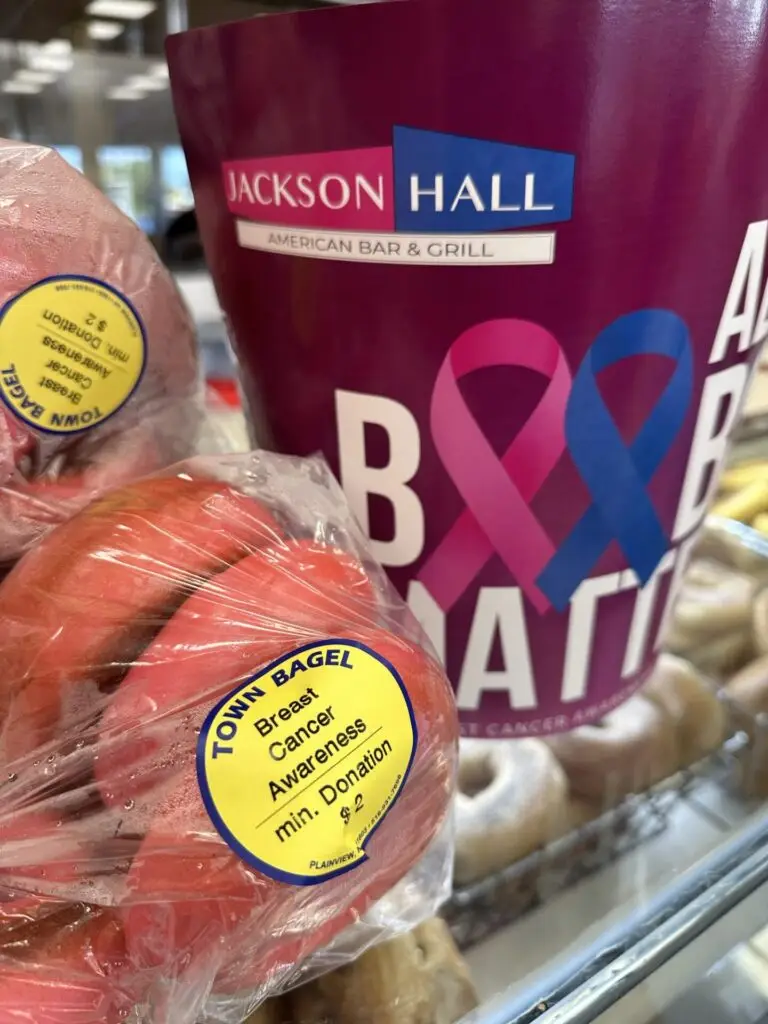 JACKSON HALL
AMERICAN BAR & GRILL
B
MATT
TOWN BAGEL
Breast
Cancer
Awareness
min. Donation
$2
PLAINVIEW,
TOWN BAGEL
Breast
Cancer
Awareness
min. Donation
$2